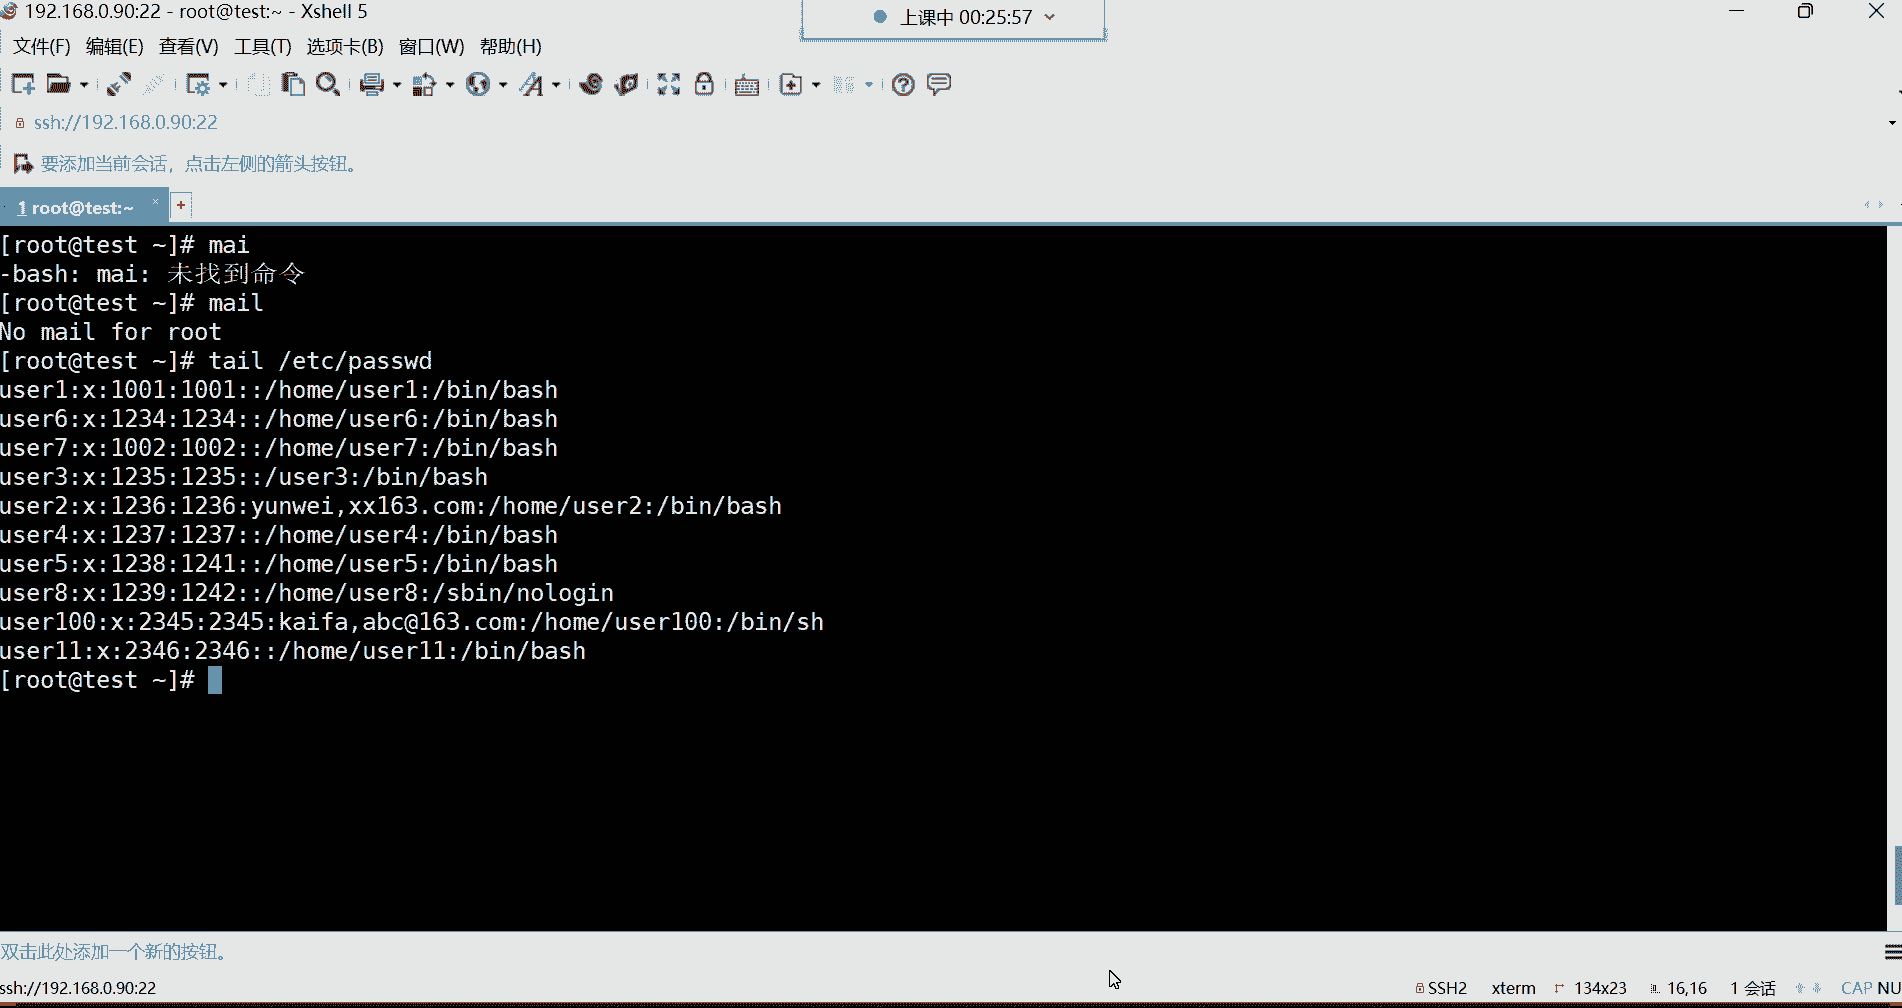 192.168.0.90:22 - root@test:~ - Xshell 5
上课中 00:25:57
文件(F) 编辑(E) 查看(V) 工具(T) 选项卡(B) 窗口(W) 帮助(H)
ssh://192.168.0.90:22
要添加当前会话，点击左侧的箭头按钮。
1 root@test:~ × +
[root@test ~]# mai
-bash: mai: 未找到命令
[root@test ~]# mail
No mail for root
[root@test ~]# tail /etc/passwd
user1:x:1001:1001::/home/user1:/bin/bash
user6:x:1234:1234::/home/user6:/bin/bash
user7:x:1002:1002::/home/user7:/bin/bash
user3:x:1235:1235::/user3:/bin/bash
user2:x:1236:1236:yunwei,xx163.com:/home/user2:/bin/bash
user4:x:1237:1237::/home/user4:/bin/bash
user5:x:1238:1241::/home/user5:/bin/bash
user8:x:1239:1242::/home/user8:/sbin/nologin
user100:x:2345:2345:kaifa,abc@163.com:/home/user100:/bin/sh
user11:x:2346:2346::/home/user11:/bin/bash
[root@test ~]#
双击此处添加一个新的按钮。
ssh://192.168.0.90:22 SSH2 xterm 134x23 16,16 1 会话 CAP NU